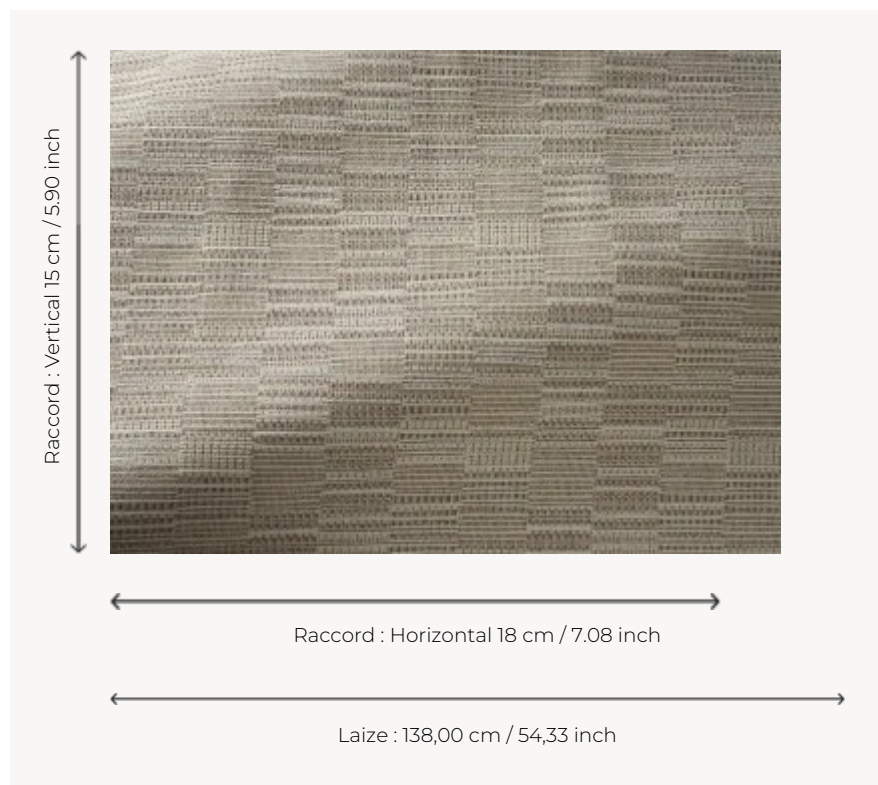 Raccord : Vertical 15 cm / 5.90 inch
Raccord : Horizontal 18 cm / 7.08 inch
Laize : 138,00 cm / 54,33 inch